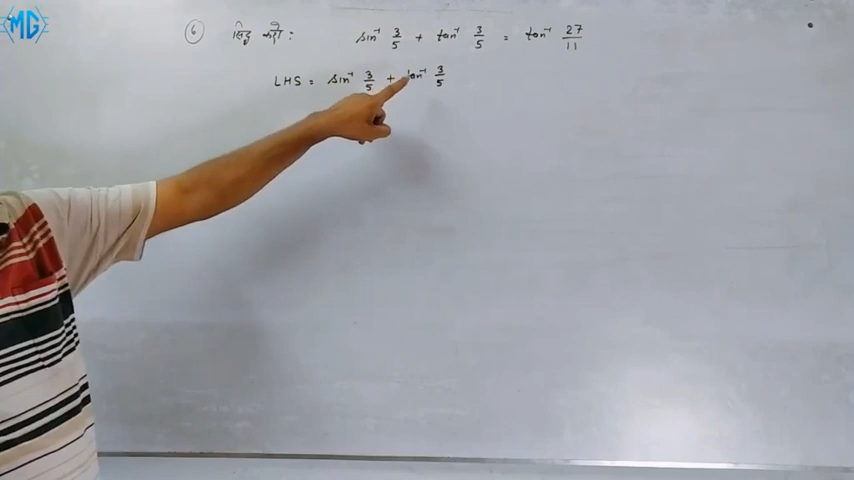 MG
(6) सिद्ध करो : sin⁻¹ 3/5 + tan⁻¹ 3/5 = tan⁻¹ 27/11
LHS = sin⁻¹ 3/5 + tan⁻¹ 3/5